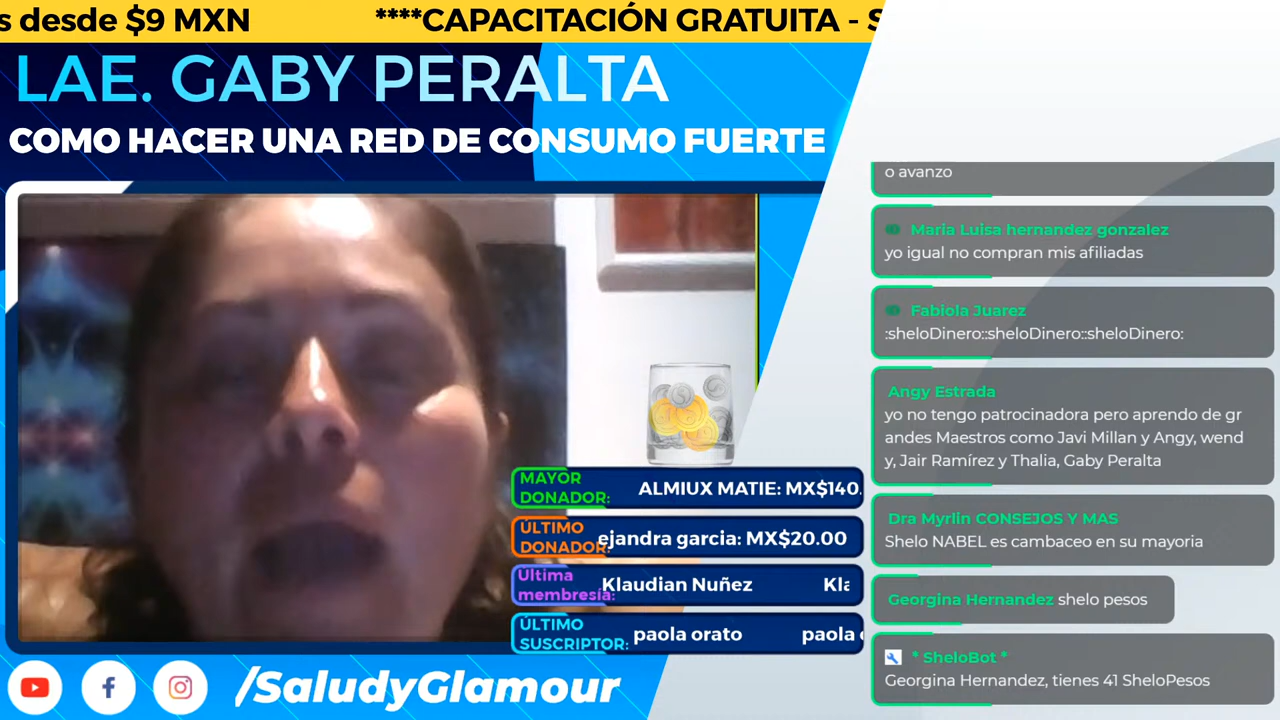 s desde $9 MXN ****CAPACITACIÓN GRATUITA - S
LAE. GABY PERALTA
COMO HACER UNA RED DE CONSUMO FUERTE
MAYOR DONADOR: ALMIUX MATIE: MX$140.
ÚLTIMO DONADOR: ejandra garcia: MX$20.00
Última membresía: Klaudian Nuñez Kla
ÚLTIMO SUSCRIPTOR: paola orato paola o
/SaludyGlamour
o avanzo
Maria Luisa hernandez gonzalez
yo igual no compran mis afiliadas
Fabiola Juarez
:sheloDinero::sheloDinero::sheloDinero:
Angy Estrada
yo no tengo patrocinadora pero aprendo de gr
andes Maestros como Javi Millan y Angy, wend
y, Jair Ramírez y Thalia, Gaby Peralta
Dra Myrlin CONSEJOS Y MAS
Shelo NABEL es cambaceo en su mayoria
Georgina Hernandez shelo pesos
* SheloBot *
Georgina Hernandez, tienes 41 SheloPesos